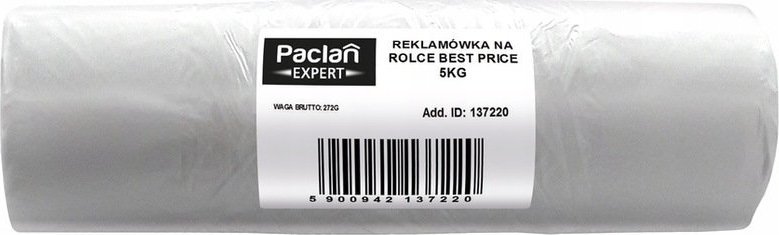 Paclan
EXPERT
REKLAMÓWKA NA
ROLCE BEST PRICE
5KG
WAGA BRUTTO: 272G
Add. ID: 137220
5 900942 137220